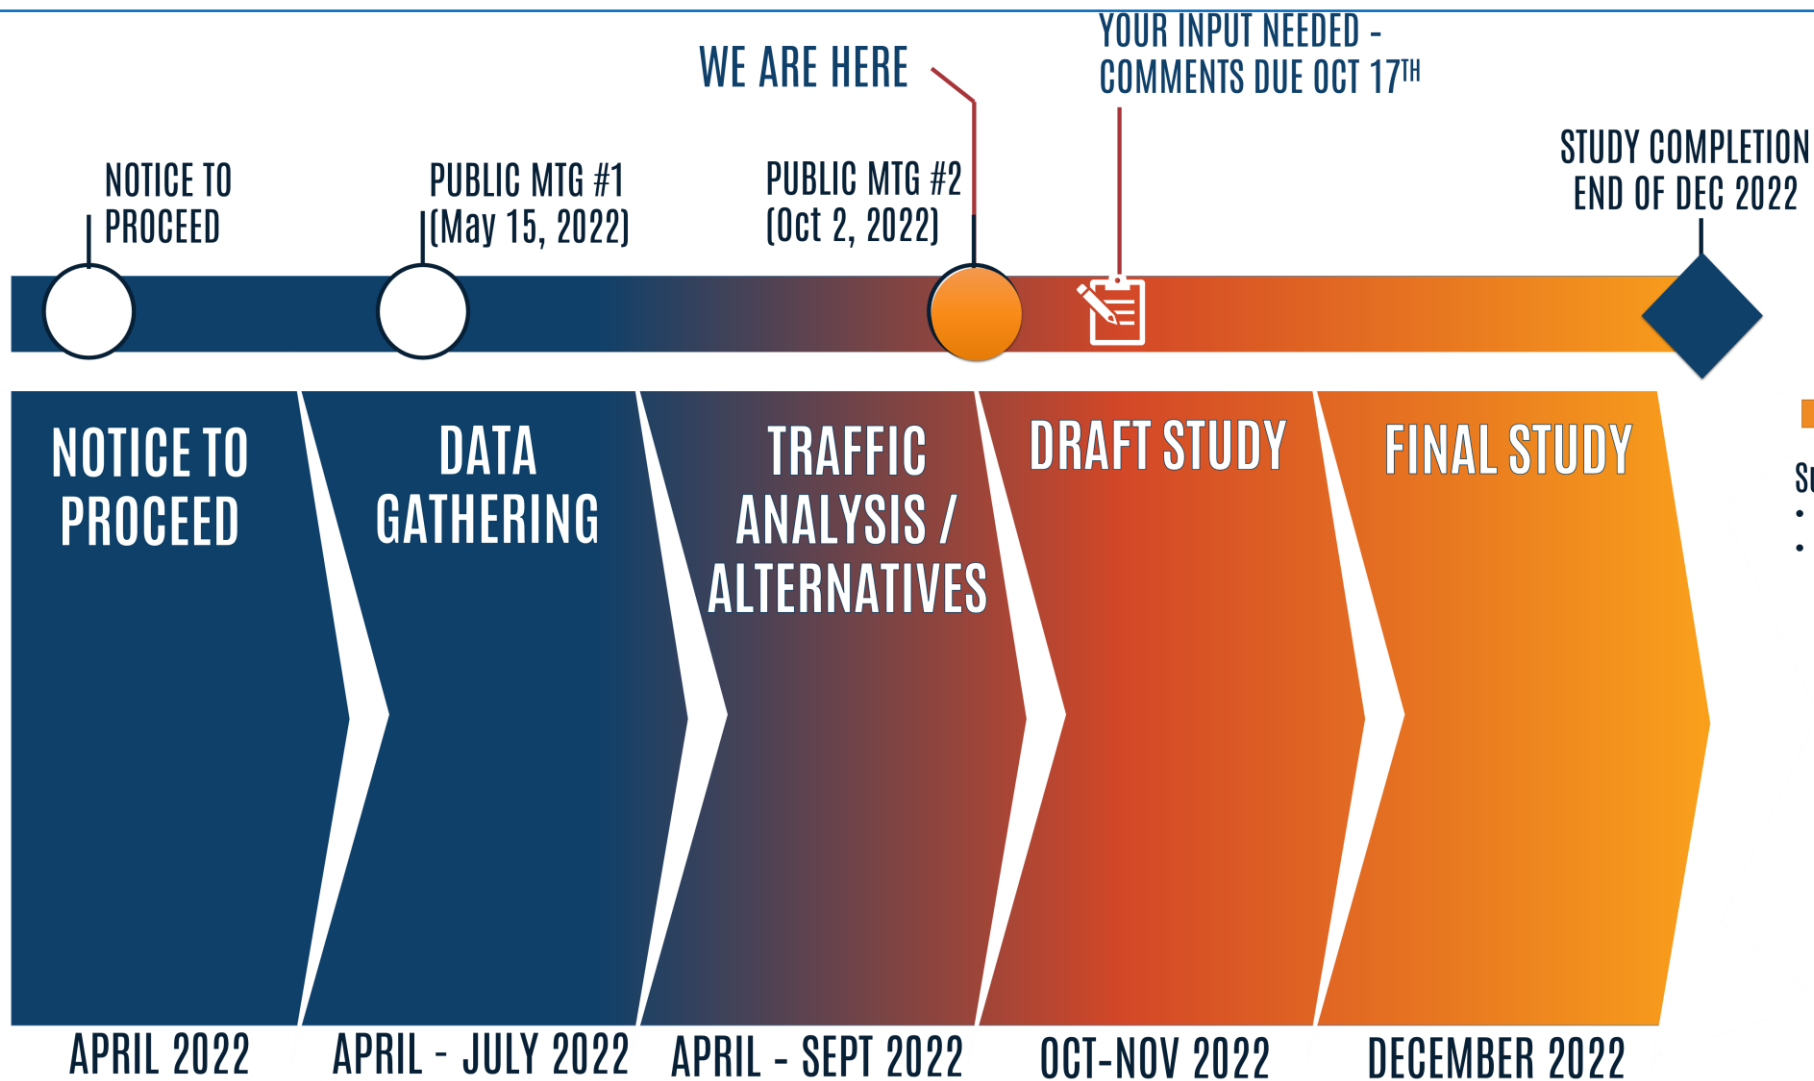 YOUR INPUT NEEDED -
COMMENTS DUE OCT 17TH
WE ARE HERE
NOTICE TO
PROCEED
PUBLIC MTG #1
(May 15, 2022)
PUBLIC MTG #2
(Oct 2, 2022)
STUDY COMPLETION
END OF DEC 2022
NOTICE TO
PROCEED
DATA
GATHERING
TRAFFIC
ANALYSIS /
ALTERNATIVES
DRAFT STUDY
FINAL STUDY
APRIL 2022
APRIL - JULY 2022
APRIL - SEPT 2022
OCT-NOV 2022
DECEMBER 2022